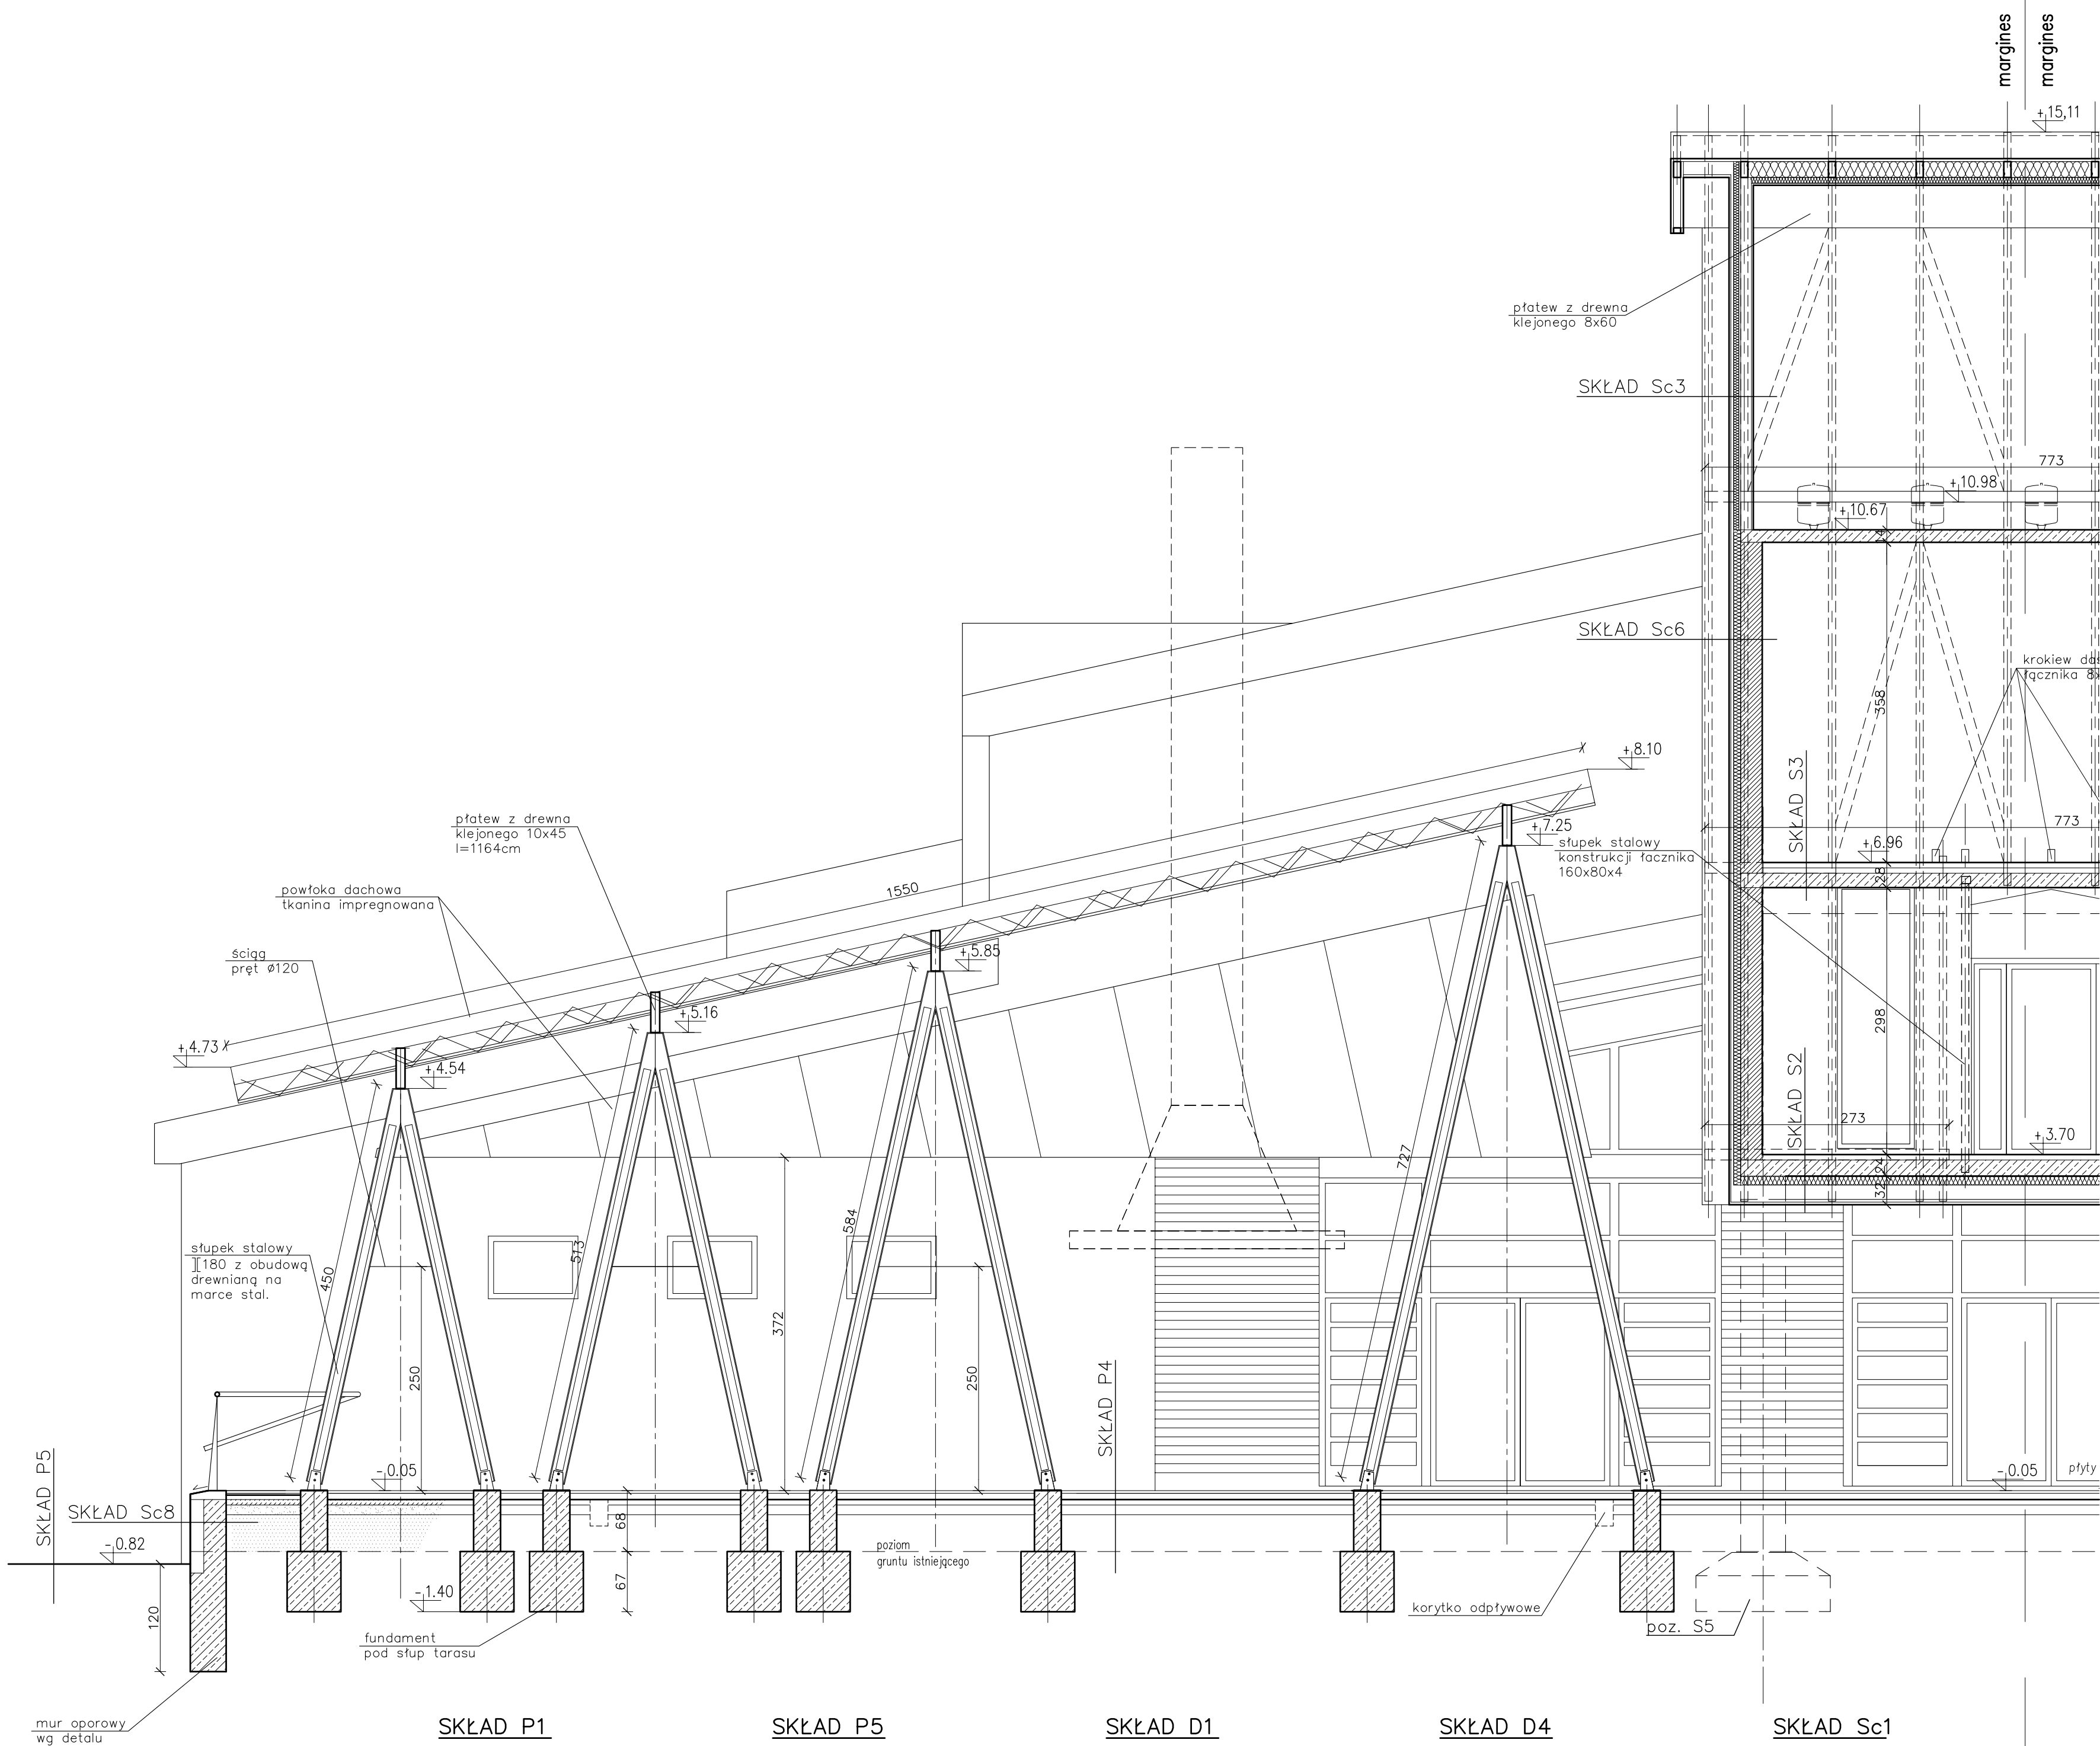 margines
margines
+15,11
płatew z drewna
klejonego 8x60
SKŁAD Sc3
773
+10.98
+10.67
14
SKŁAD Sc6
krokiew
łącznika
358
SKŁAD S3
+8.10
773
+7.25
słupek stalowy
konstrukcji łacznika
160x80x4
+6.96
28
płatew z drewna
klejonego 10x45
l=1164cm
1550
powłoka dachowa
tkanina impregnowana
+5.85
ściąg
pręt ø120
+5.16
298
+4.73
+4.54
SKŁAD S2
273
+3.70
24
32
450
513
584
727
słupek stalowy
][180 z obudową
drewnianą na
marce stal.
372
250
250
SKŁAD P4
SKŁAD P5
-0.05
-0.05
płyty
SKŁAD Sc8
68
-0.82
poziom
gruntu istniejącego
67
-1.40
120
korytko odpływowe
poz. S5
fundament
pod słup tarasu
mur oporowy
wg detalu
SKŁAD P1
SKŁAD P5
SKŁAD D1
SKŁAD D4
SKŁAD Sc1